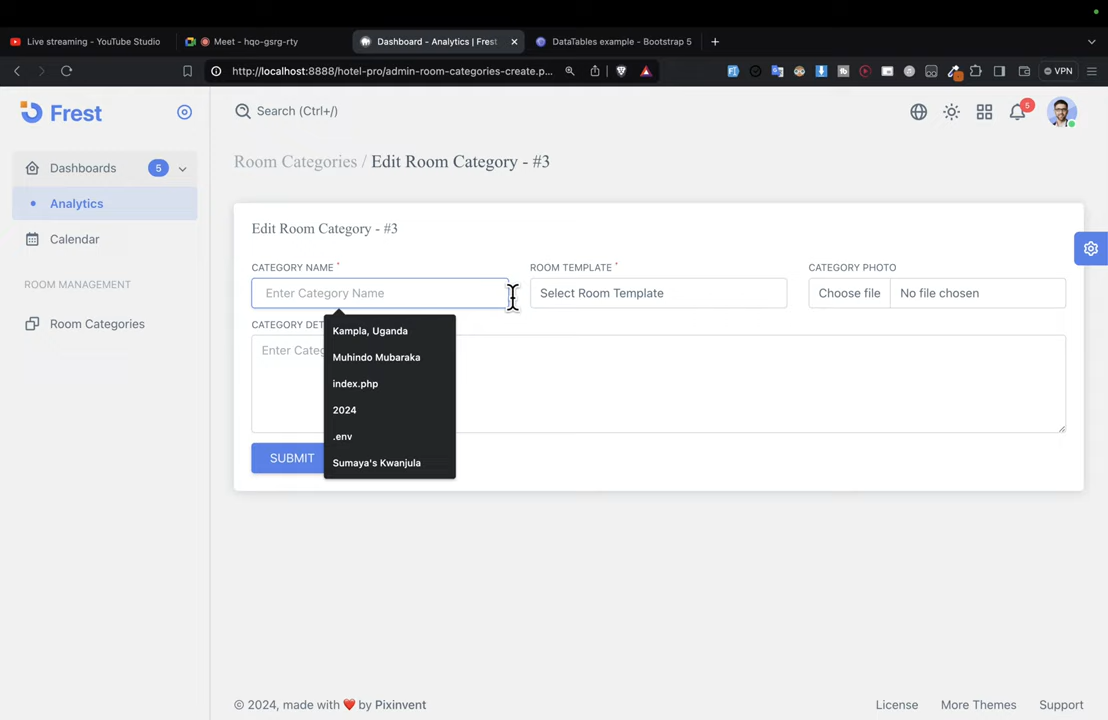 Live streaming - YouTube Studio
Meet - hqo-gsrg-rty
Dashboard - Analytics | Frest
DataTables example - Bootstrap 5
http://localhost:8888/hotel-pro/admin-room-categories-create.p...
VPN
Frest
Search (Ctrl+/)
5
Dashboards
5
Analytics
Calendar
ROOM MANAGEMENT
Room Categories
Room Categories / Edit Room Category - #3
Edit Room Category - #3
CATEGORY NAME *
ROOM TEMPLATE *
CATEGORY PHOTO
Enter Category Name
Select Room Template
Choose file
No file chosen
CATEGORY DET
Enter Categ
Kampla, Uganda
Muhindo Mubaraka
index.php
2024
.env
Sumaya's Kwanjula
SUBMIT
© 2024, made with ❤️ by Pixinvent
License
More Themes
Support